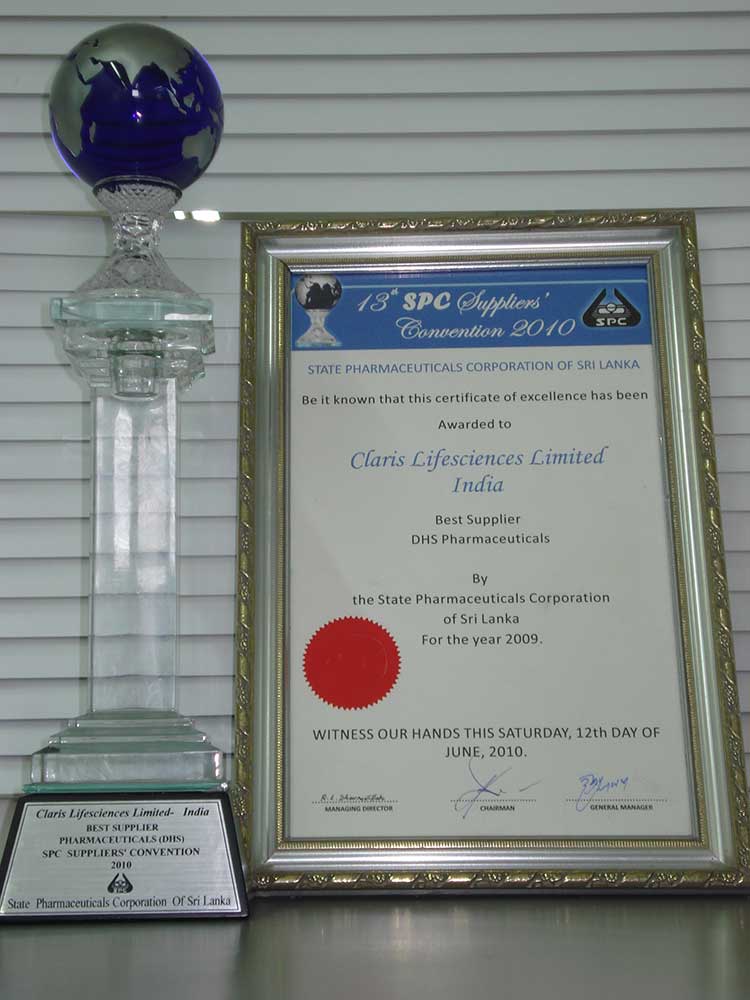 13th SPC Suppliers'
Convention 2010
SPC
STATE PHARMACEUTICALS CORPORATION OF SRI LANKA
Be it known that this certificate of excellence has been
Awarded to
Claris Lifesciences Limited
India
Best Supplier
DHS Pharmaceuticals
By
the State Pharmaceuticals Corporation
of Sri Lanka
For the year 2009.
WITNESS OUR HANDS THIS SATURDAY, 12th DAY OF
JUNE, 2010.
MANAGING DIRECTOR
CHAIRMAN
GENERAL MANAGER
Claris Lifesciences Limited- India
BEST SUPPLIER
PHARMACEUTICALS (DHS)
SPC SUPPLIERS' CONVENTION
2010
State Pharmaceuticals Corporation Of Sri Lanka